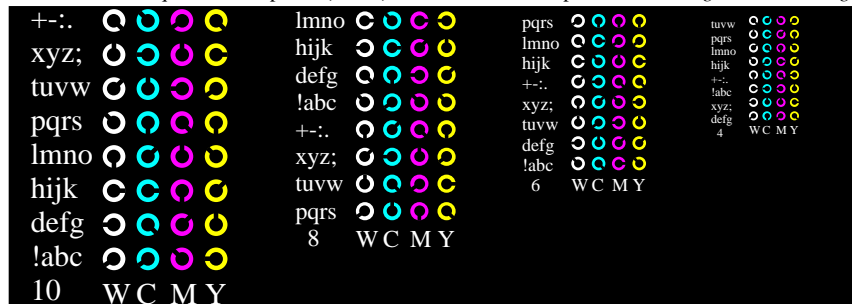 +-:.
xyz;
tuvw
pqrs
lmno
hijk
defg
!abc
10 W C M Y
lmno
hijk
defg
!abc
+-:.
xyz;
tuvw
pqrs
8 W C M Y
pqrs
lmno
hijk
+-:.
xyz;
tuvw
defg
!abc
6 W C M Y
tuvw
pqrs
lmno
hijk
+-:.
!abc
xyz;
defg
4 W C M Y